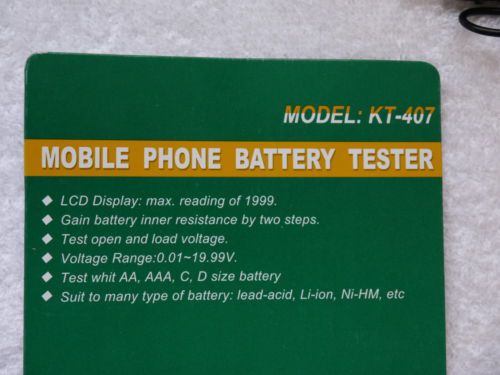 MODEL: KT-407
MOBILE PHONE BATTERY TESTER
◆ LCD Display: max. reading of 1999.
◆ Gain battery inner resistance by two steps.
◆ Test open and load voltage.
◆ Voltage Range:0.01~19.99V.
◆ Test whit AA, AAA, C, D size battery
◆ Suit to many type of battery: lead-acid, Li-ion, Ni-HM, etc